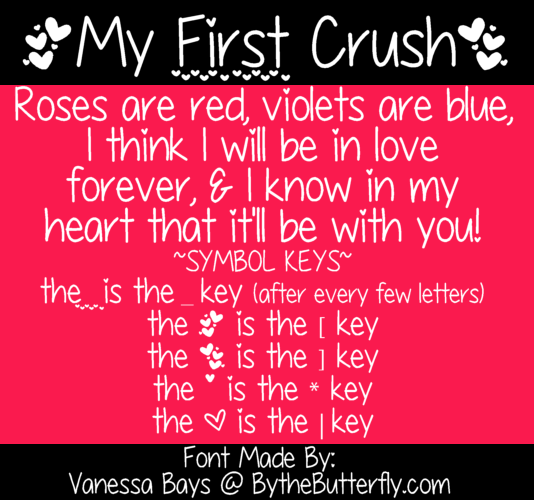 My First Crush
Roses are red, violets are blue,
I think I will be in love
forever, & I know in my
heart that it'll be with you!
~SYMBOL KEYS~
the is the _ key (after every few letters)
the is the [ key
the is the ] key
the is the * key
the ♡ is the | key
Font Made By:
Vanessa Bays @ BytheButterfly.com